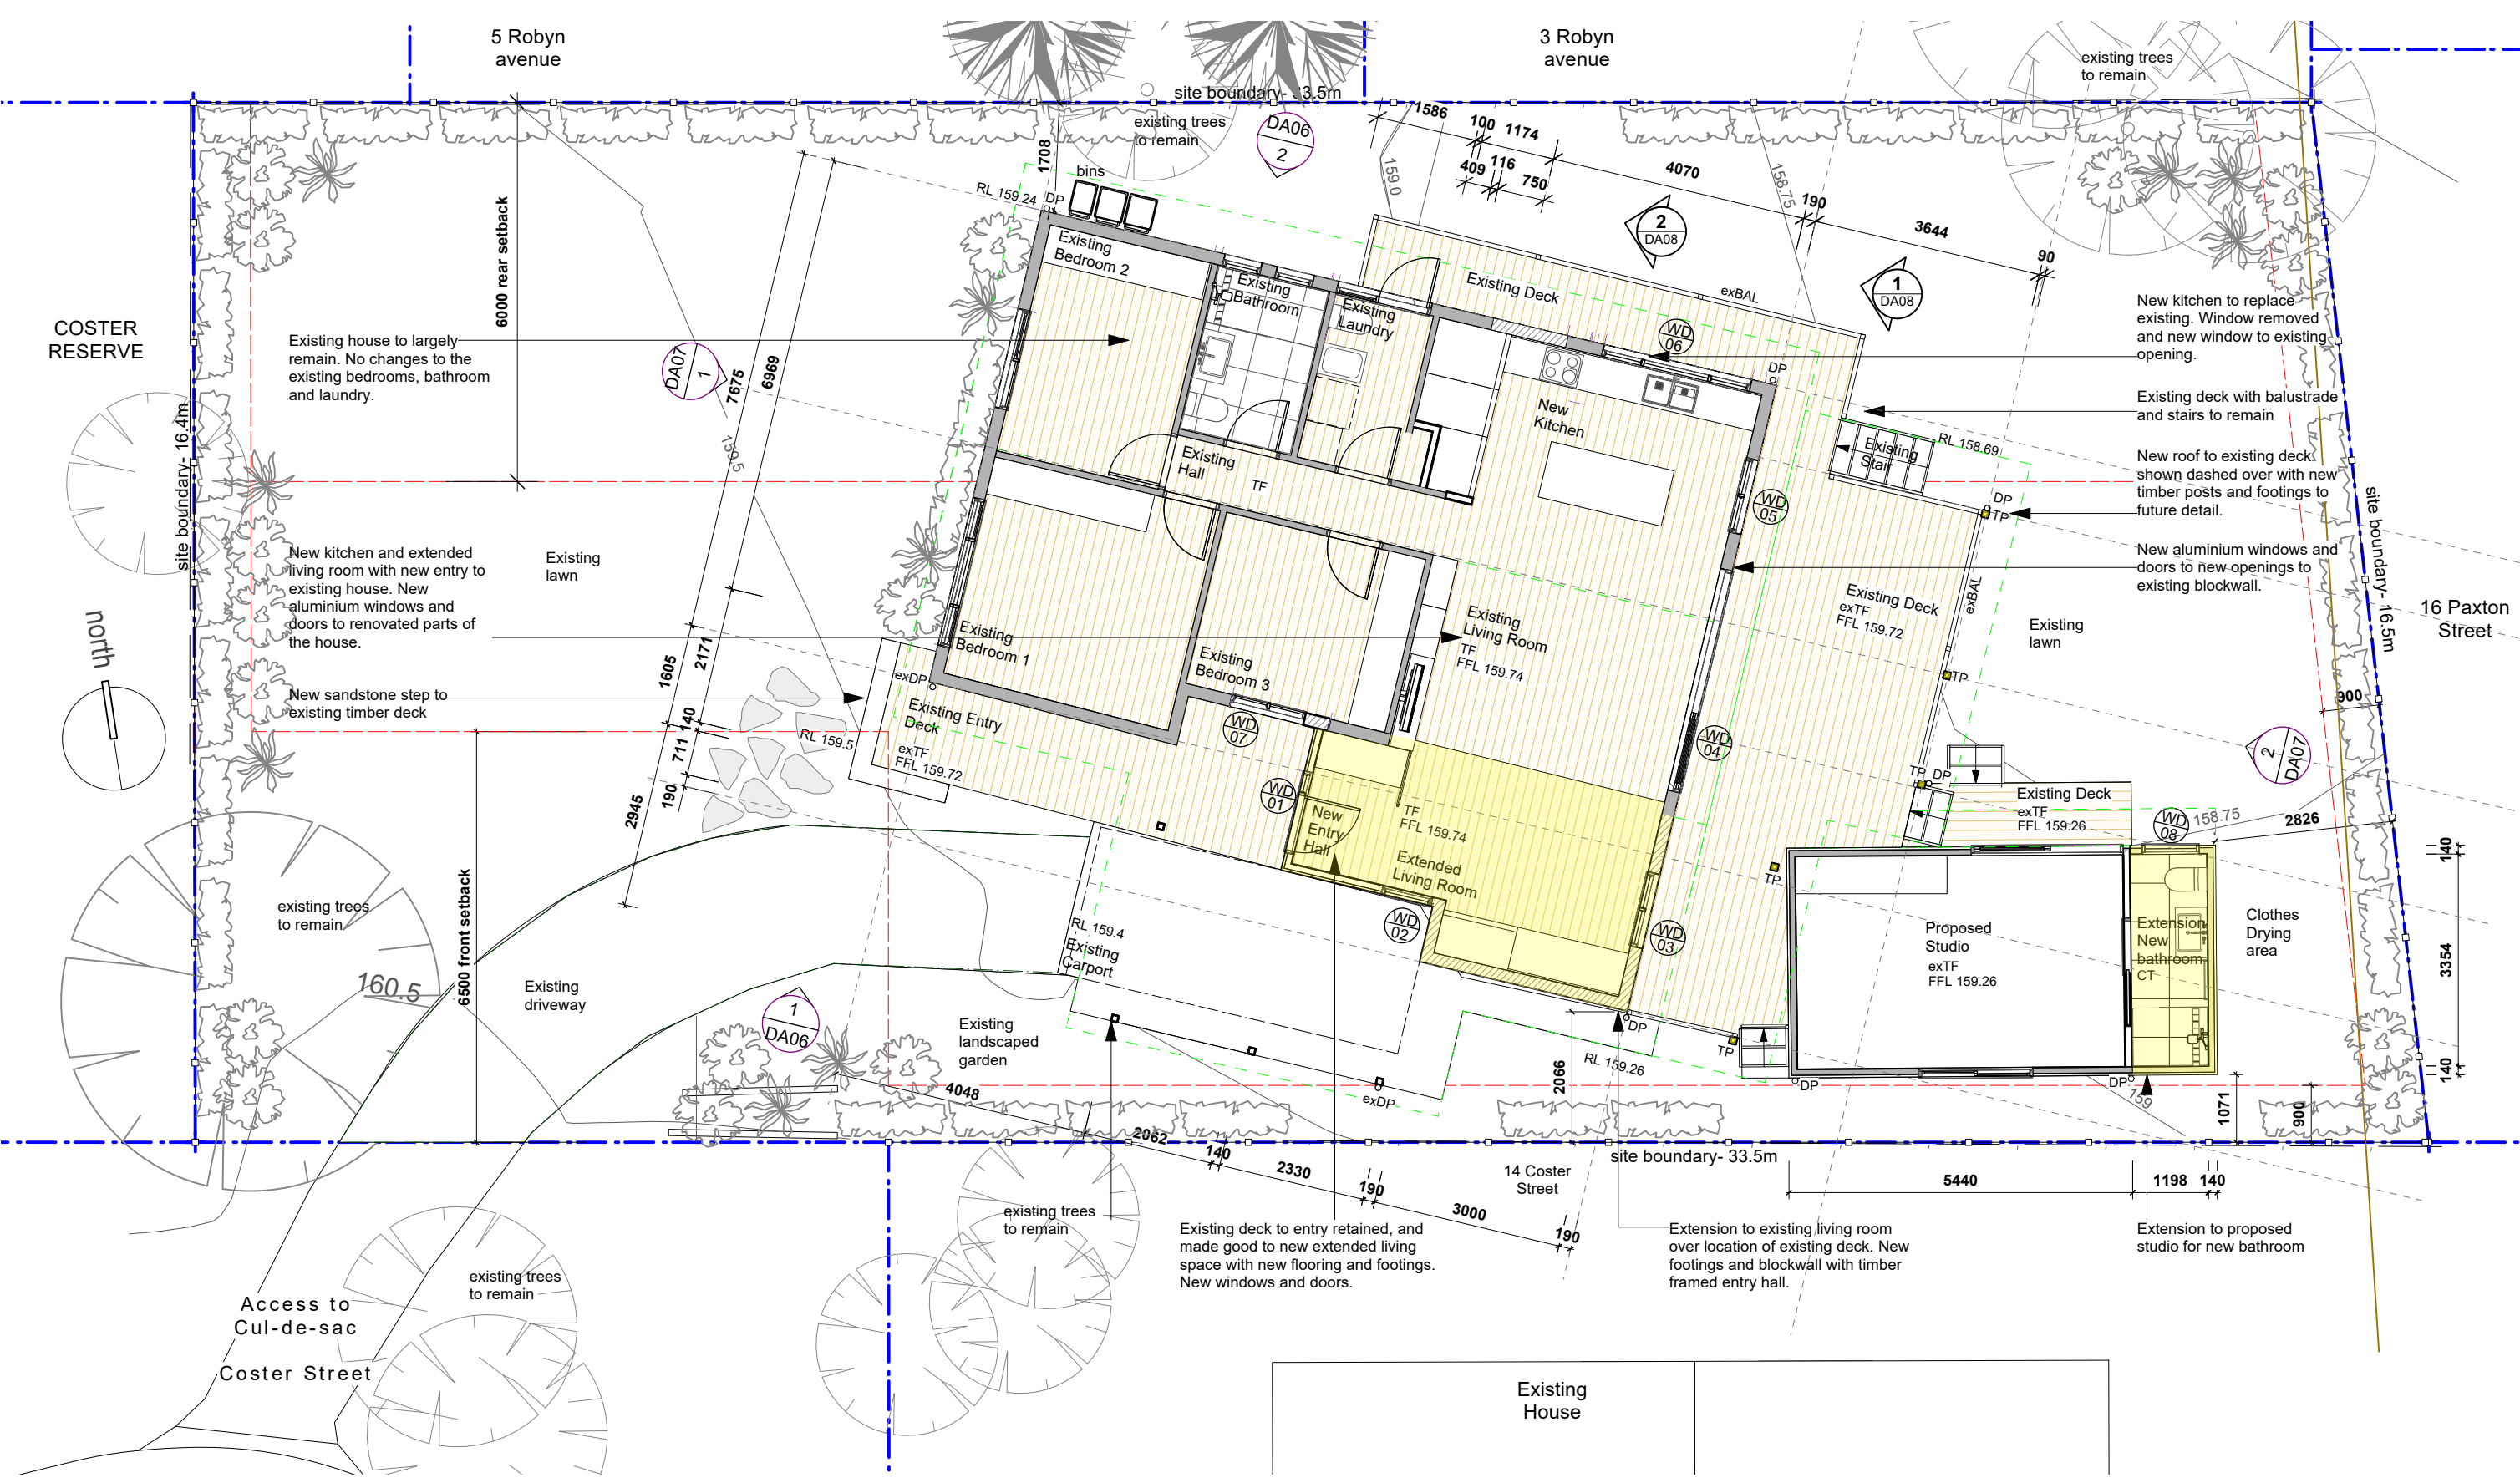 5 Robyn
avenue
3 Robyn
avenue
existing trees
to remain
site boundary- 33.5m
existing trees
to remain
DA06
2
1586
100
1174
409
116
750
4070
190
3644
90
159.0
158.75
1708
bins
RL 159.24
DP
6000 rear setback
2
DA08
1
DA08
COSTER
RESERVE
Existing house to largely
remain. No changes to the
existing bedrooms, bathroom
and laundry.
DA07
1
7675
6969
159.5
site boundary- 16.4m
Existing
Bedroom 2
Existing
Bathroom
Existing
Laundry
Existing Deck
exBAL
WD
06
DP
New
Kitchen
Existing
Hall
TF
WD
05
Existing
Stair
RL 158.69
DP
TP
New kitchen to replace
existing. Window removed
and new window to existing
opening.
Existing deck with balustrade
and stairs to remain
New roof to existing deck
shown dashed over with new
timber posts and footings to
future detail.
New aluminium windows and
doors to new openings to
existing blockwall.
site boundary- 16.5m
16 Paxton
Street
New kitchen and extended
living room with new entry to
existing house. New
aluminium windows and
doors to renovated parts of
the house.
Existing
lawn
north
New sandstone step to
existing timber deck
1605
2171
711
140
190
2945
RL 159.5
exDP
Existing
Bedroom 1
Existing
Bedroom 3
Existing
Living Room
TF
FFL 159.74
Existing Deck
exTF
FFL 159.72
exBAL
Existing
lawn
TP
900
Existing Entry
Deck
exTF
FFL 159.72
WD
07
WD
04
WD
01
New
Entry
Hall
TF
FFL 159.74
Extended
Living Room
WD
02
WD
03
TP
DP
Existing Deck
exTF
FFL 159.26
WD
08
158.75
2826
2
DA07
TP
140
3354
140
Proposed
Studio
exTF
FFL 159.26
Extension
New
bathroom
CT
Clothes
Drying
area
existing trees
to remain
160.5
6500 front setback
Existing
driveway
1
DA06
Existing
landscaped
garden
RL 159.4
Existing
Carport
4048
2062
140
2330
190
3000
190
exDP
DP
2066
RL 159.26
TP
DP
DP
159
1071
900
site boundary- 33.5m
14 Coster
Street
5440
1198
140
existing trees
to remain
Existing deck to entry retained, and
made good to new extended living
space with new flooring and footings.
New windows and doors.
Extension to existing living room
over location of existing deck. New
footings and blockwall with timber
framed entry hall.
Extension to proposed
studio for new bathroom
existing trees
to remain
Access to
Cul-de-sac
Coster Street
Existing
House